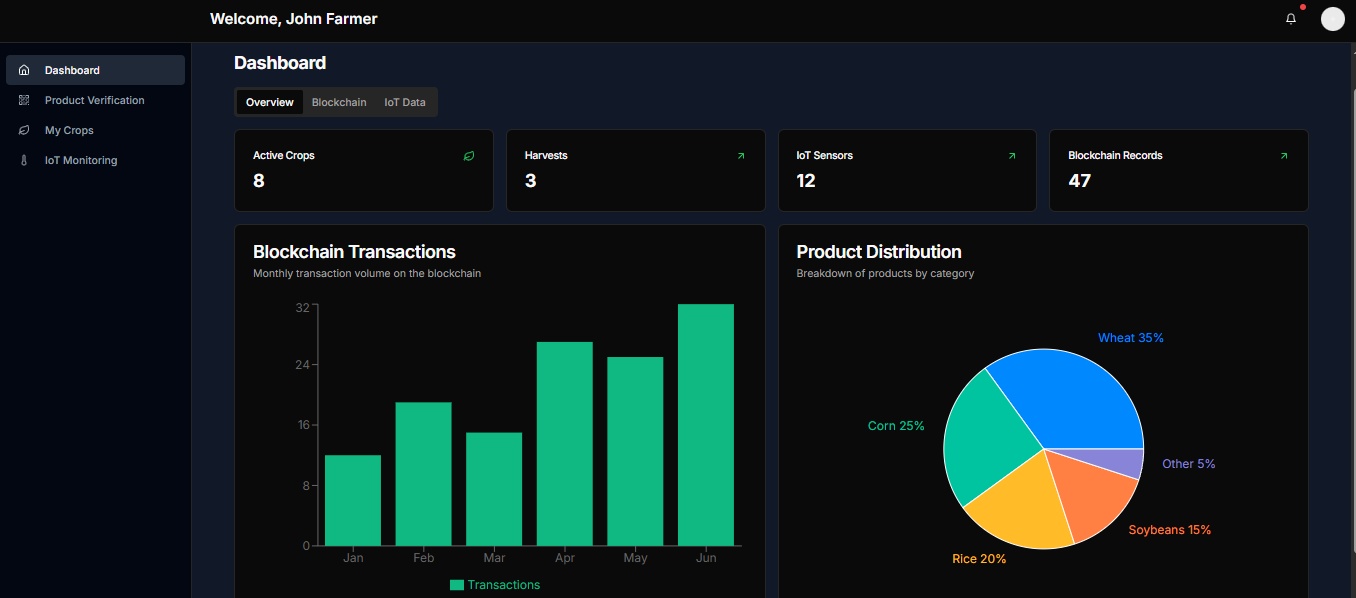 Welcome, John Farmer
Dashboard
Product Verification
My Crops
IoT Monitoring
Dashboard
Overview Blockchain IoT Data
Active Crops
8
Harvests
3
IoT Sensors
12
Blockchain Records
47
Blockchain Transactions
Monthly transaction volume on the blockchain
32
24
16
8
0
Jan Feb Mar Apr May Jun
Transactions
Product Distribution
Breakdown of products by category
Wheat 35%
Corn 25%
Other 5%
Soybeans 15%
Rice 20%